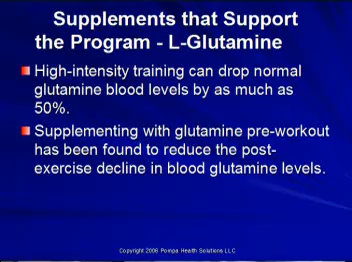 Supplements that Support
the Program - L-Glutamine
High-intensity training can drop normal
glutamine blood levels by as much as
50%.
Supplementing with glutamine pre-workout
has been found to reduce the post-
exercise decline in blood glutamine levels.
Copyright 2006 Pompa Health Solutions LLC